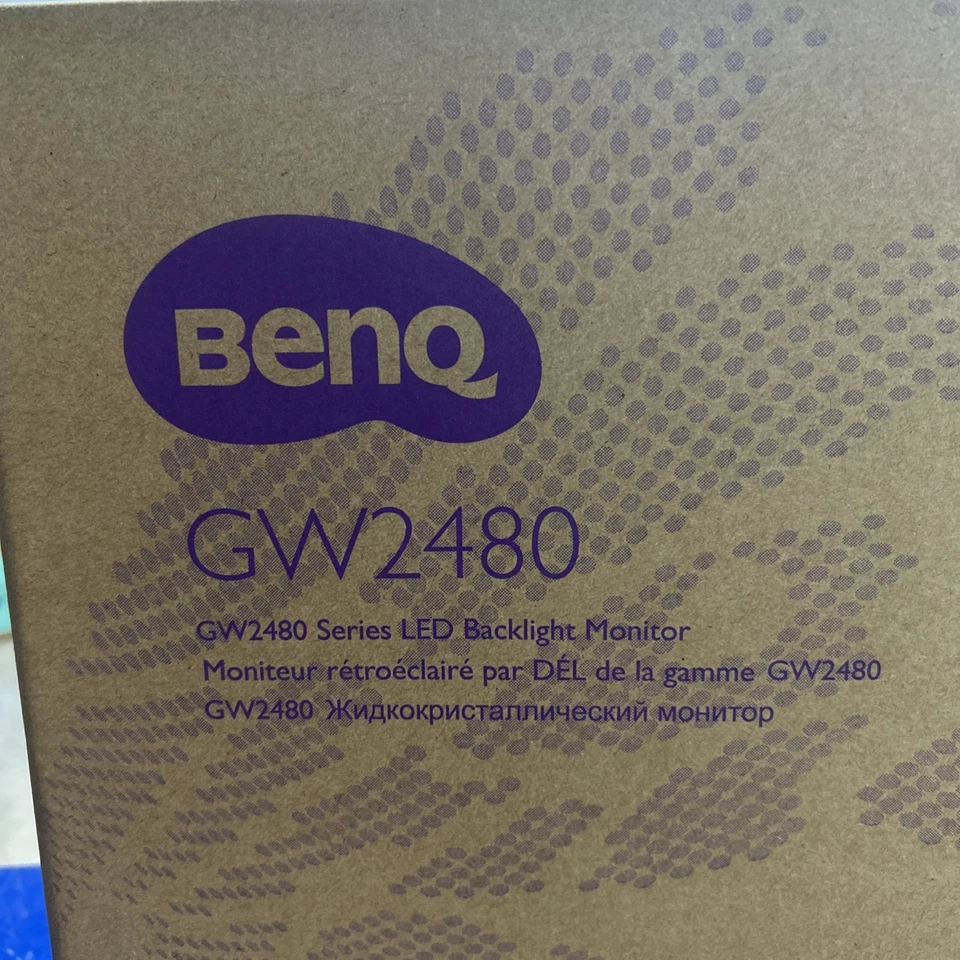 BenQ
GW2480
GW2480 Series LED Backlight Monitor
Moniteur rétroéclairé par DÉL de la gamme GW2480
GW2480 Жидкокристаллический монитор